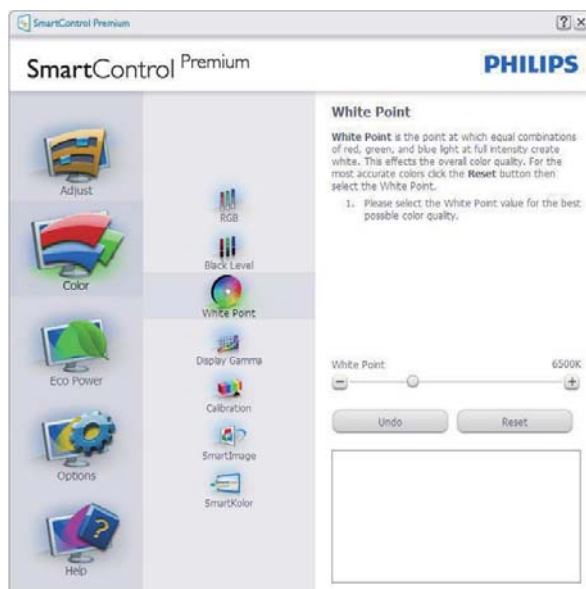 SmartControl Premium
SmartControl Premium
PHILIPS
Adjust
Color
Eco Power
Options
Help
RGB
Black Level
White Point
Display Gamma
Calibration
SmartImage
SmartKolor
White Point
White Point is the point at which equal combinations
of red, green, and blue light at full intensity create
white. This effects the overall color quality. For the
most accurate colors click the Reset button then
select the White Point.
1. Please select the White Point value for the best
possible color quality.
White Point 6500K
Undo Reset